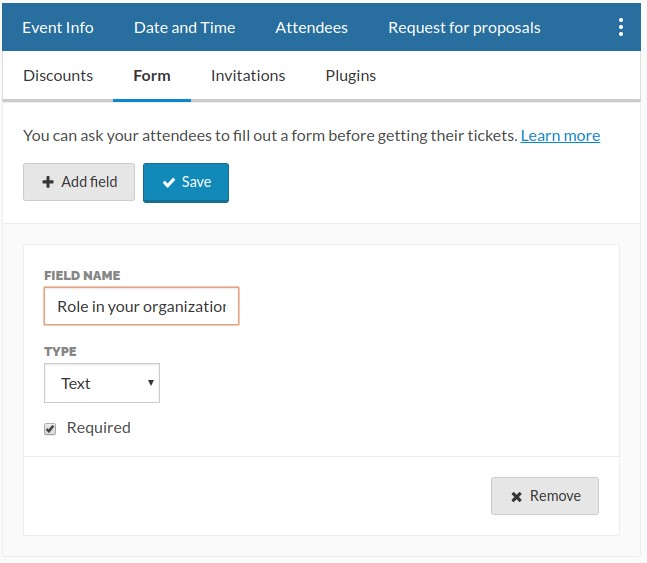 Event Info Date and Time Attendees Request for proposals
Discounts Form Invitations Plugins
You can ask your attendees to fill out a form before getting their tickets. Learn more
Add field Save
FIELD NAME
Role in your organization
TYPE
Text
Required
Remove